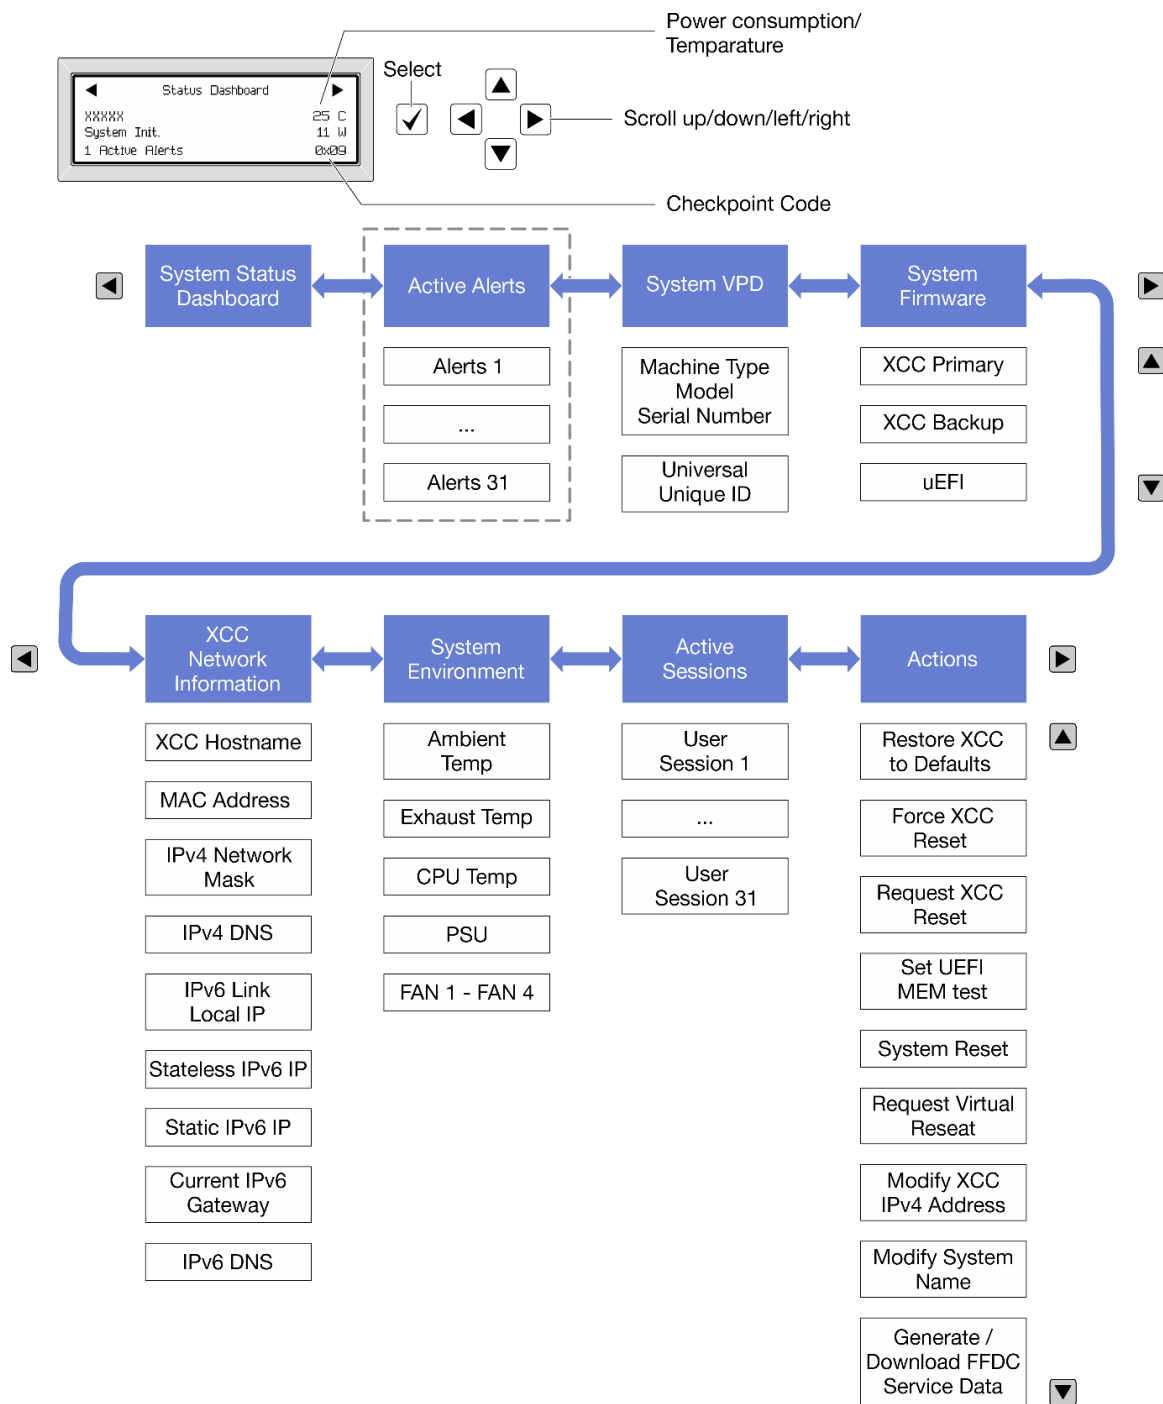 Power consumption/
Temparature
Select
Status Dashboard
XXXXX 25 C
System Init. 11 W
1 Active Alerts 0x09
Scroll up/down/left/right
Checkpoint Code
System Status
Dashboard
Active Alerts
System VPD
System
Firmware
Alerts 1
...
Alerts 31
Machine Type
Model
Serial Number
Universal
Unique ID
XCC Primary
XCC Backup
uEFI
XCC
Network
Information
System
Environment
Active
Sessions
Actions
XCC Hostname
MAC Address
IPv4 Network
Mask
IPv4 DNS
IPv6 Link
Local IP
Stateless IPv6 IP
Static IPv6 IP
Current IPv6
Gateway
IPv6 DNS
Ambient
Temp
Exhaust Temp
CPU Temp
PSU
FAN 1 - FAN 4
User
Session 1
...
User
Session 31
Restore XCC
to Defaults
Force XCC
Reset
Request XCC
Reset
Set UEFI
MEM test
System Reset
Request Virtual
Reseat
Modify XCC
IPv4 Address
Modify System
Name
Generate /
Download FFDC
Service Data